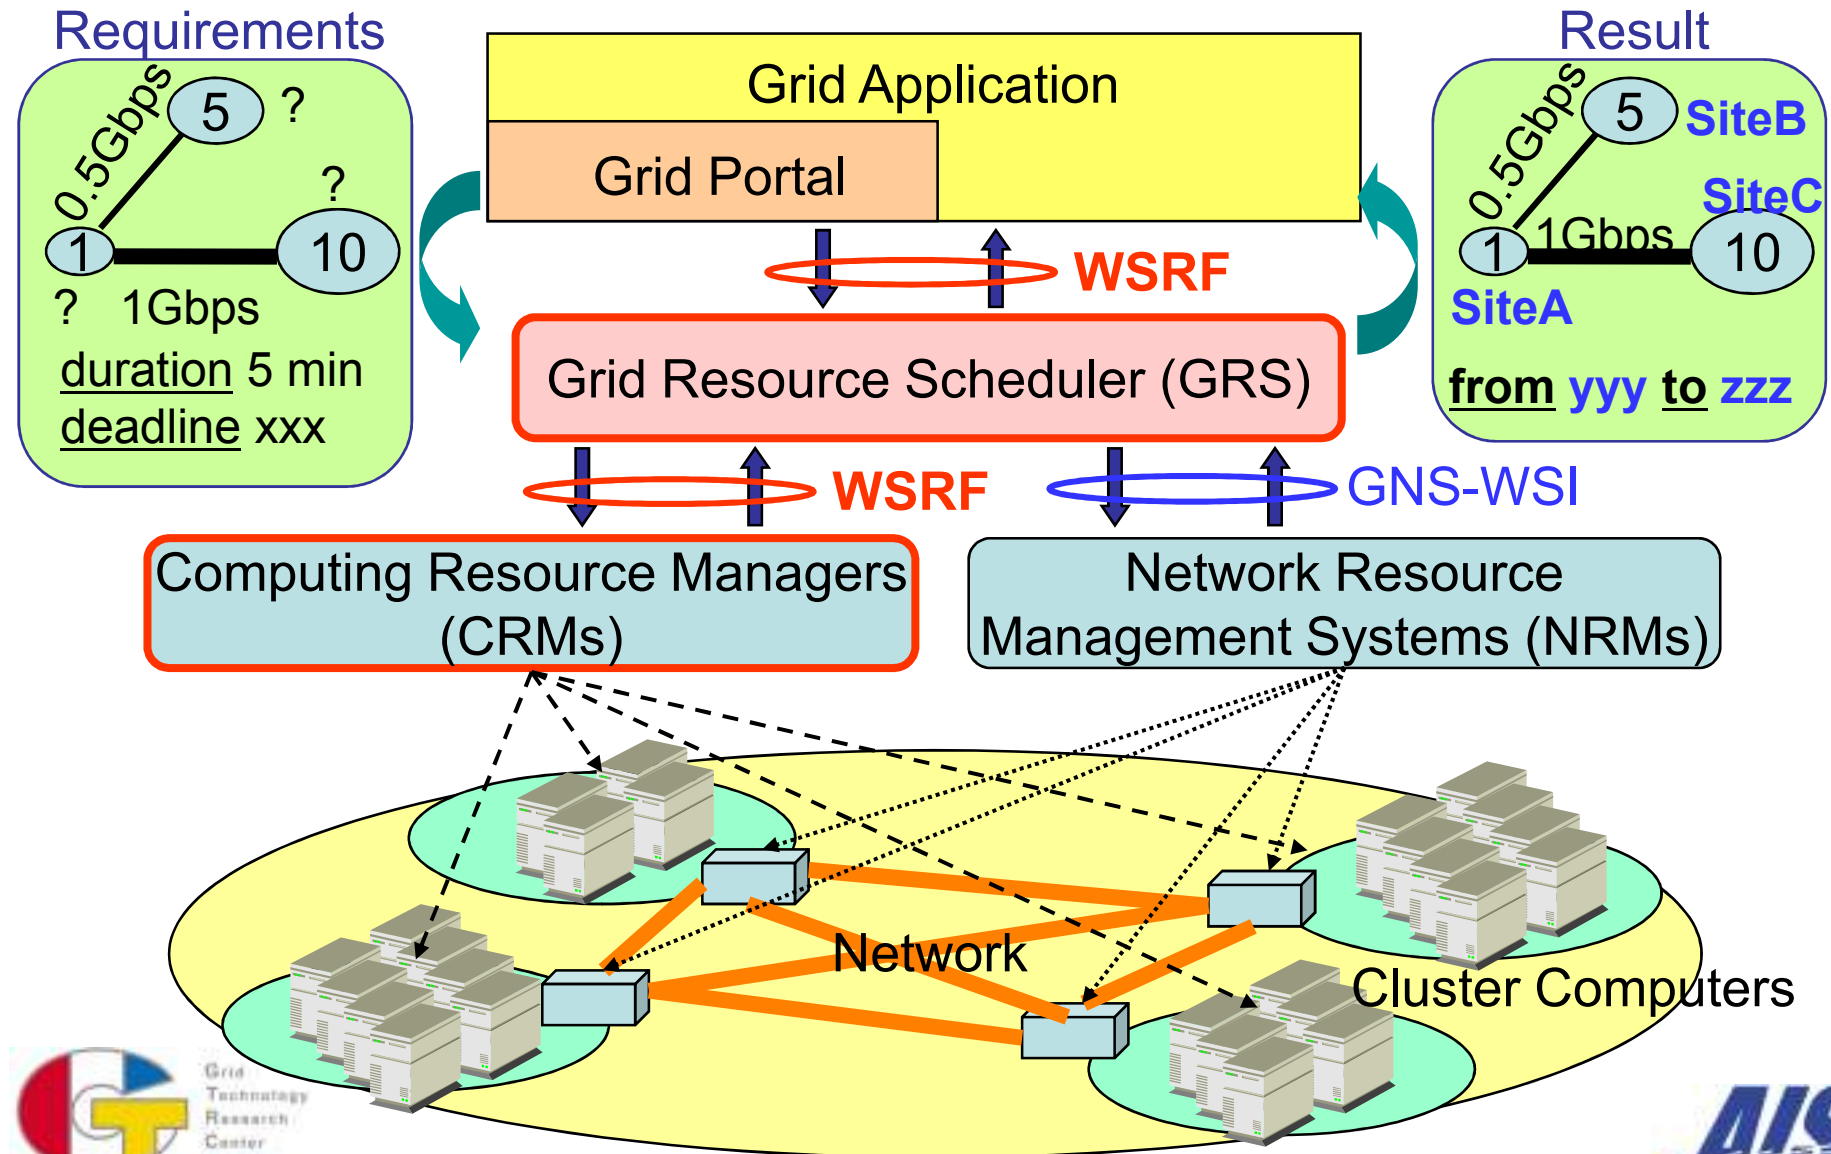 Requirements
5 ?
0.5Gbps
?
1 10
? 1Gbps
duration 5 min
deadline xxx
Grid Application
Grid Portal
WSRF
Grid Resource Scheduler (GRS)
WSRF
GNS-WSI
Computing Resource Managers
(CRMs)
Network Resource
Management Systems (NRMs)
Result
5 SiteB
0.5Gbps
SiteC
1 1Gbps 10
SiteA
from yyy to zzz
Network
Cluster Computers
Grid
Technology
Research
Center